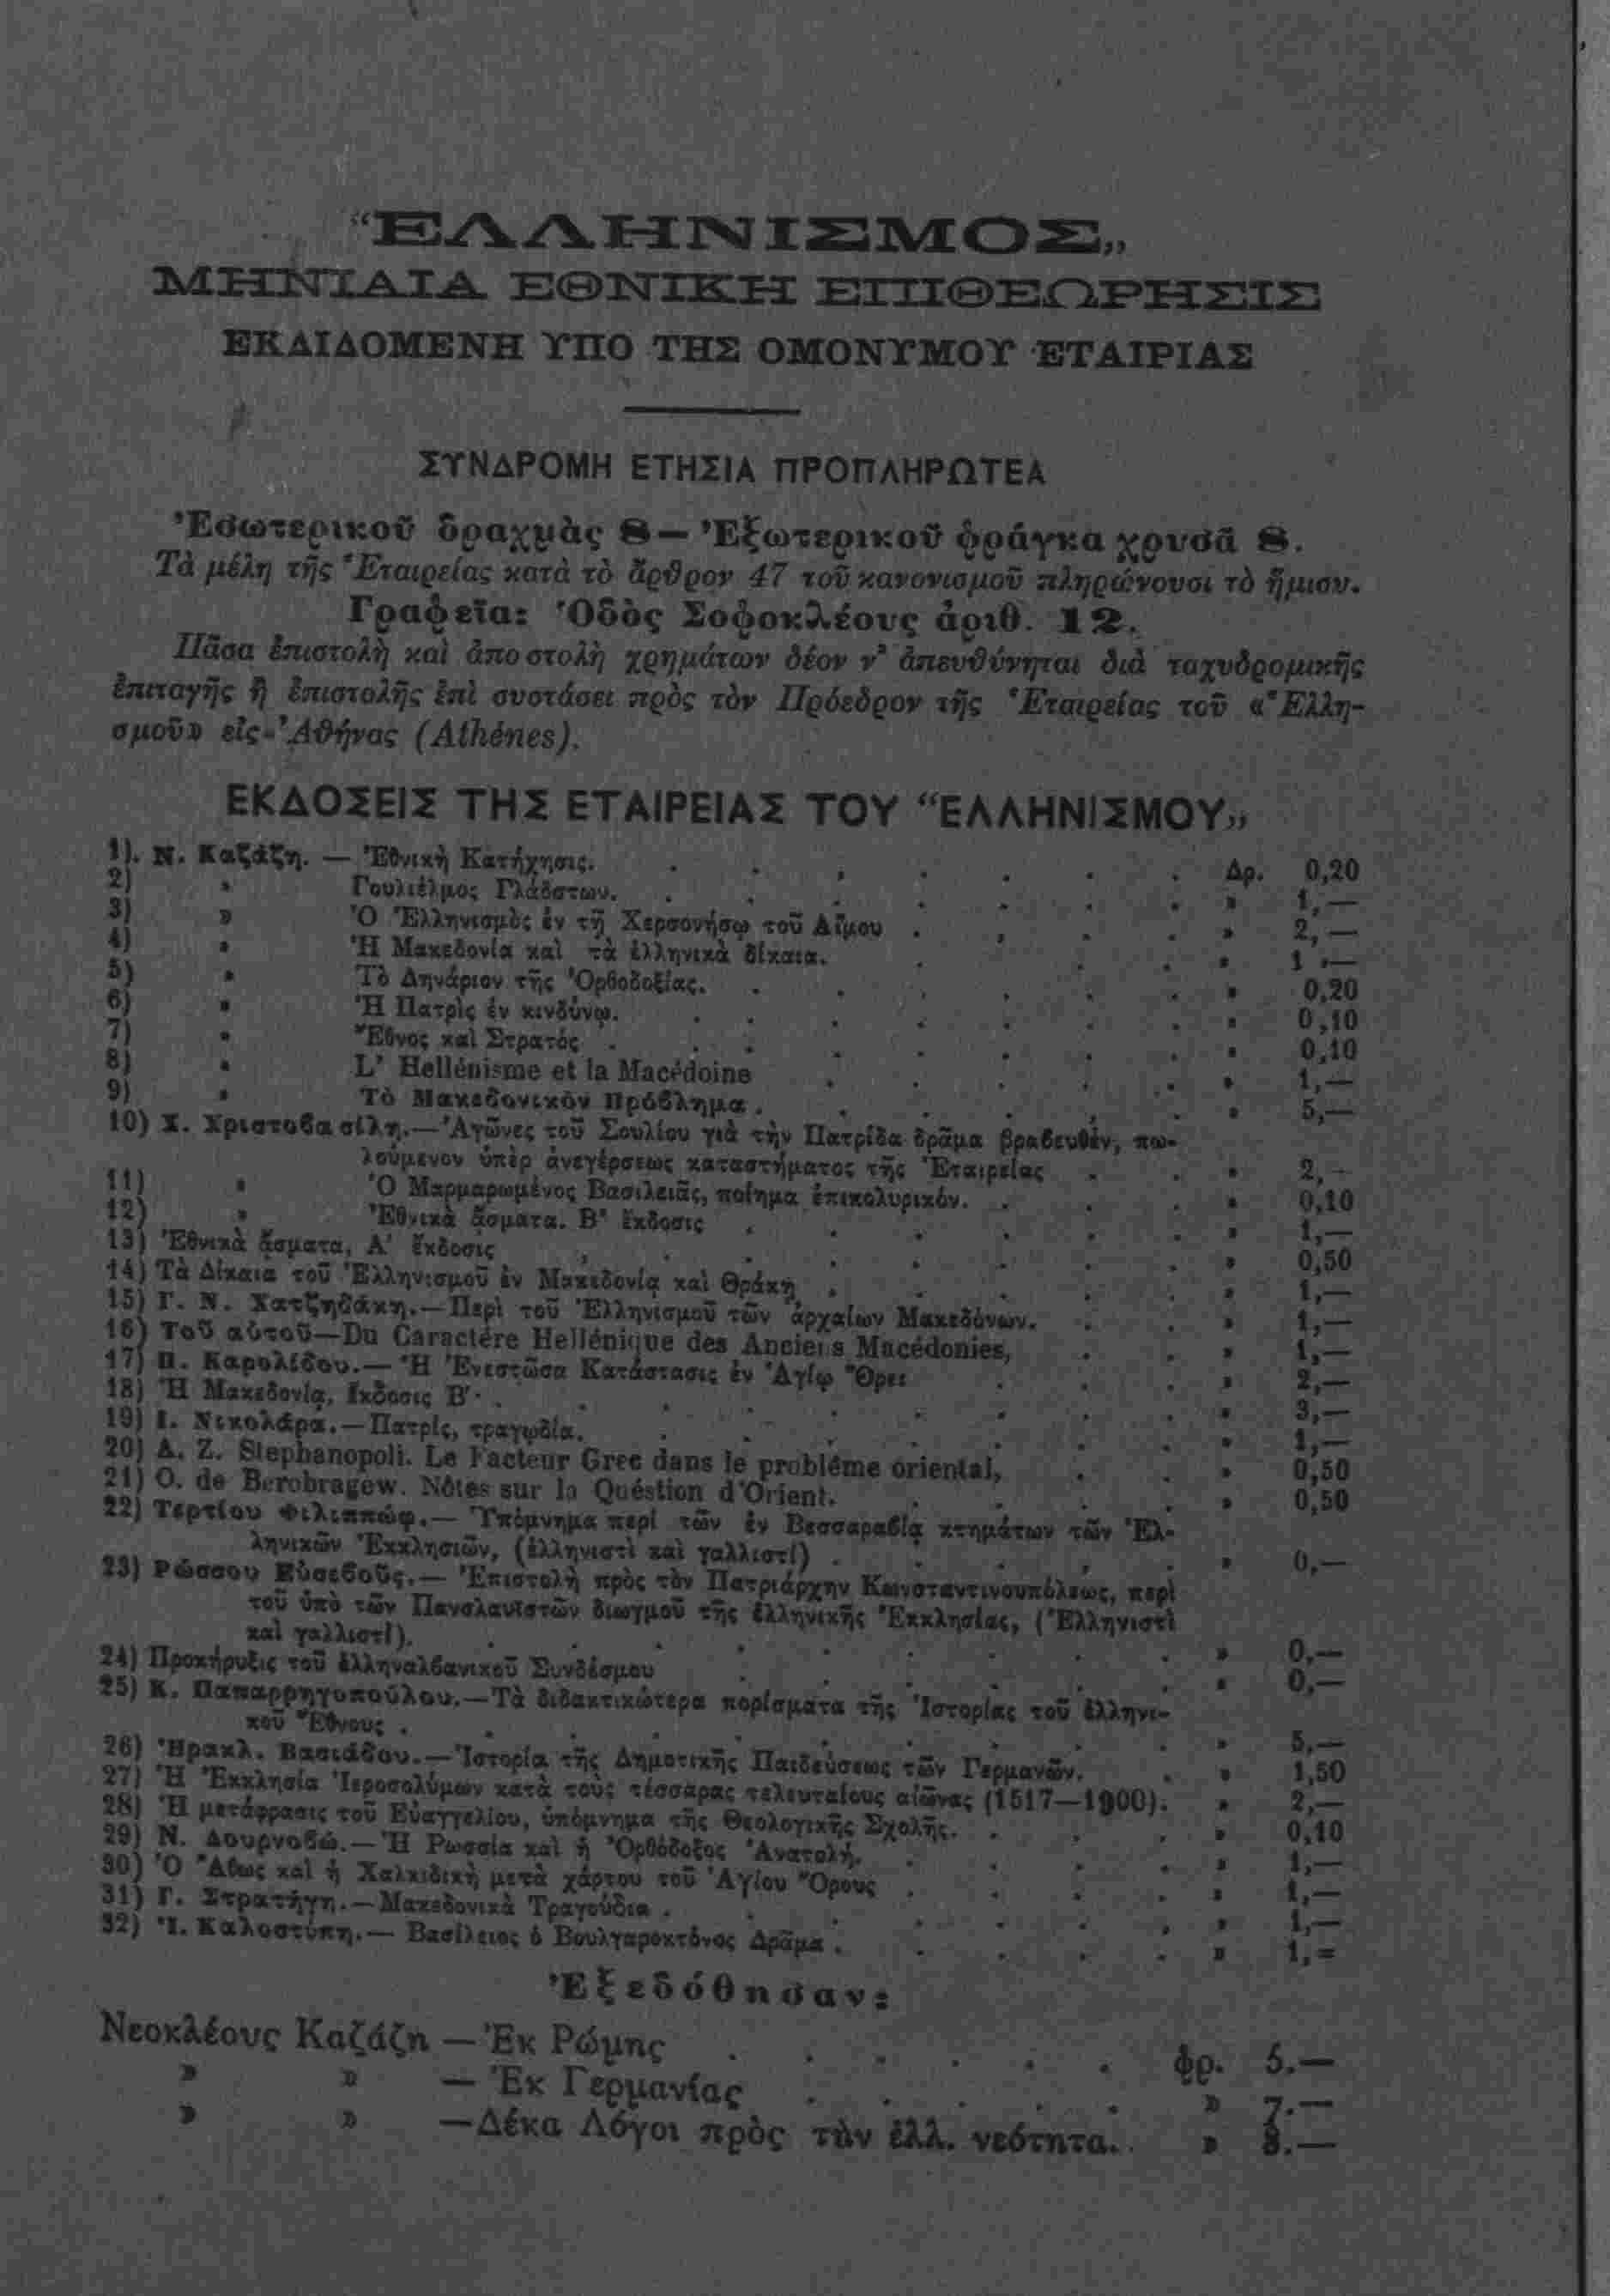 “ΕΛΛΗΝΙΣΜΟΣ„
ΜΗΝΙΑΙΑ ΕΘΝΙΚΗ ΕΠΙΘΕΩΡΗΣΙΣ
ΕΚΔΙΔΟΜΕΝΗ ΥΠΟ ΤΗΣ ΟΜΟΝΥΜΟΥ ΕΤΑΙΡΙΑΣ
ΣΥΝΔΡΟΜΗ ΕΤΗΣΙΑ ΠΡΟΠΛΗΡΩΤΕΑ
Ἐσωτερικοῦ δραχμὰς 8 — Ἐξωτερικοῦ φράγκα χρυσᾶ 8.
Τὰ μέλη τῆς Ἑταιρείας κατὰ τὸ ἄρθρον 47 τοῦ κανονισμοῦ πληρώνουσι τὸ ἥμισυ.
Γραφεῖα: Ὁδὸς Σοφοκλέους ἀριθ. 12.
Πᾶσα ἐπιστολὴ καὶ ἀποστολὴ χρημάτων δέον ν’ ἀπευθύνηται διὰ ταχυδρομικῆς
ἐπιταγῆς ἢ ἐπιστολῆς ἐπὶ συστάσει πρὸς τὸν Πρόεδρον τῆς Ἑταιρείας τοῦ «Ἑλλη-
σμοῦ» εἰς Ἀθήνας (Athénes).
ΕΚΔΟΣΕΙΣ ΤΗΣ ΕΤΑΙΡΕΙΑΣ ΤΟΥ “ΕΛΛΗΝΙΣΜΟΥ„
1). Ν. Καζάζη. — Ἐθνικὴ Κατήχησις. . . . . . . Δρ. 0,20
2) » Γουλιέλμος Γλάδστων. . . . . . . » 1,—
3) » Ὁ Ἑλληνισμὸς ἐν τῇ Χερσονήσῳ τοῦ Αἵμου . . . . » 2,—
4) » Ἡ Μακεδονία καὶ τὰ ἑλληνικὰ δίκαια. . . . » 1,—
5) » Τὸ Δηνάριον τῆς Ὀρθοδοξίας. . . . . . » 0,20
6) » Ἡ Πατρὶς ἐν κινδύνῳ. . . . . . » 0,10
7) » Ἔθνος καὶ Στρατός . . . . . . » 0,10
8) » L’ Hellénisme et la Macédoine . . . . . » 1,—
9) » Τὸ Μακεδονικὸν Πρόβλημα . . . . . » 5,—
10) Χ. Χριστοβασίλη.—Ἀγῶνες τοῦ Σουλίου γιὰ τὴν Πατρίδα δρᾶμα βραβευθέν, πω-
λούμενον ὑπὲρ ἀνεγέρσεως καταστήματος τῆς Ἑταιρείας . . » 2,—
11) » Ὁ Μαρμαρωμένος Βασιλειᾶς, ποίημα ἐπικολυρικόν. . . » 0,10
12) » Ἐθνικὰ ᾄσματα. Β’ ἔκδοσις . . . . . » 1,—
13) Ἐθνικὰ ᾄσματα, Α’ ἔκδοσις . . . . . . » 0,50
14) Τὰ Δίκαια τοῦ Ἑλληνισμοῦ ἐν Μακεδονίᾳ καὶ Θράκῃ . . . . » 1,—
15) Γ. Ν. Χατζηδάκη.—Περὶ τοῦ Ἑλληνισμοῦ τῶν ἀρχαίων Μακεδόνων. . . » 1,—
16) Τοῦ αὐτοῦ—Du Caractére Hellénique des Anciens Macédonies, . . » 1,—
17) Π. Καρολίδου.— Ἡ Ἐνεστῶσα Κατάστασις ἐν Ἁγίῳ Ὄρει . . . » 2,—
18) Ἡ Μακεδονία, ἔκδοσις Β’· . . . . . . » 3,—
19) Ι. Νικολάρα.—Πατρίς, τραγῳδία. . . . . . » 1,—
20) A. Z. Stephanopoli. Le Facteur Grec dans le probléme oriental, . . » 0,50
21) O. de Berobragew. Nótes sur la Quéstion d’Orient. . . . » 0,50
22) Τερτίου Φιλιππώφ.— Ὑπόμνημα περὶ τῶν ἐν Βεσσαραβίᾳ κτημάτων τῶν Ἑλ-
ληνικῶν Ἐκκλησιῶν, (ἑλληνιστὶ καὶ γαλλιστί) . . . . » 0,—
23) Ρώσσου Εὐσεβοῦς.— Ἐπιστολὴ πρὸς τὸν Πατριάρχην Κωνσταντινουπόλεως, περὶ
τοῦ ὑπὸ τῶν Πανσλαυϊστῶν διωγμοῦ τῆς ἑλληνικῆς Ἐκκλησίας, (Ἑλληνιστὶ
καὶ γαλλιστί). . . . . . . » 0,—
24) Προκήρυξις τοῦ ἑλληναλβανικοῦ Συνδέσμου . . . . . » 0,—
25) Κ. Παπαρρηγοπούλου.—Τὰ διδακτικώτερα πορίσματα τῆς Ἱστορίας τοῦ ἑλληνι-
κοῦ Ἔθνους . . . . . . . » 5,—
26) Ἡρακλ. Βασιάδου.—Ἱστορία τῆς Δημοτικῆς Παιδεύσεως τῶν Γερμανῶν. . » 1,50
27) Ἡ Ἐκκλησία Ἱεροσολύμων κατὰ τοὺς τέσσαρας τελευταίους αἰῶνας (1517—1900). » 2,—
28) Ἡ μετάφρασις τοῦ Εὐαγγελίου, ὑπόμνημα τῆς Θεολογικῆς Σχολῆς. . . . » 0,10
29) Ν. Δουρνοβώ.—Ἡ Ρωσσία καὶ ἡ Ὀρθόδοξος Ἀνατολή. . . . . » 1,—
30) Ὁ Ἄθως καὶ ἡ Χαλκιδικὴ μετὰ χάρτου τοῦ Ἁγίου Ὄρους . . . . » 1,—
31) Γ. Στρατήγη.—Μακεδονικὰ Τραγούδια . . . . . » 1,—
32) Ἰ. Καλοστύπη.— Βασίλειος ὁ Βουλγαροκτόνος Δρᾶμα . . . . » 1,=
Ἐξεδόθησαν:
Νεοκλέους Καζάζη — Ἐκ Ρώμης . . . . . . φρ. 5.—
» » — Ἐκ Γερμανίας . . . . . » 7.—
» » —Δέκα Λόγοι πρὸς τὴν ἑλλ. νεότητα. . » 8.—